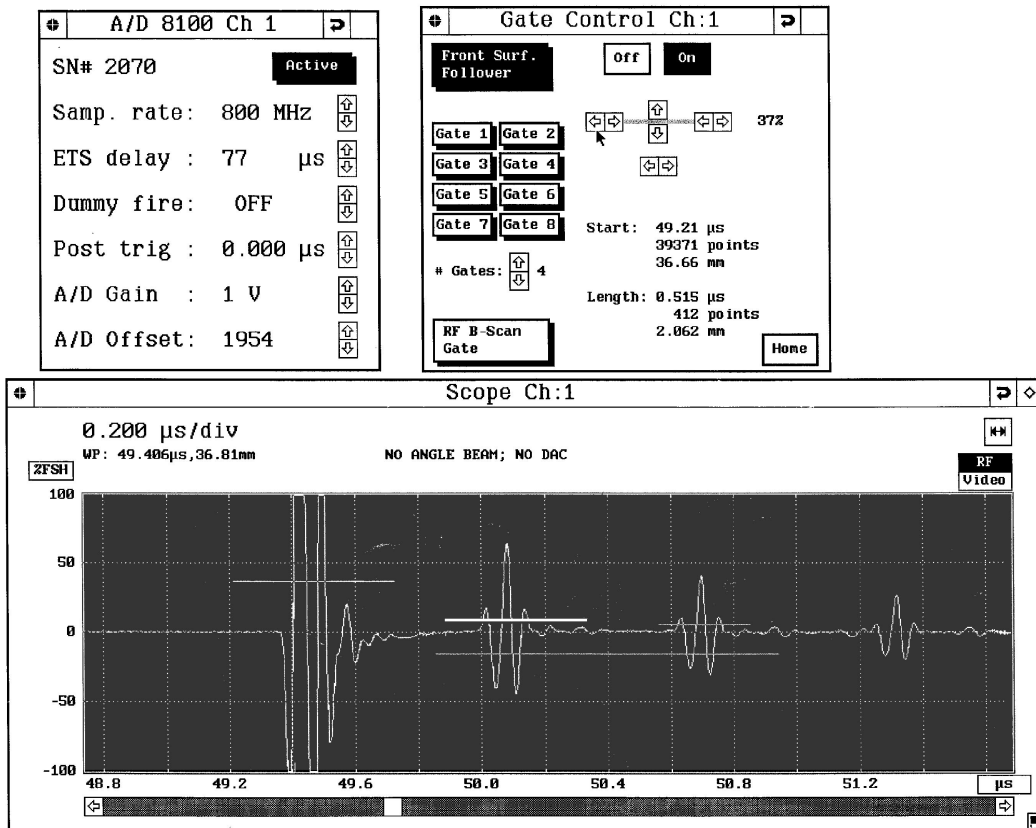 A/D 8100 Ch 1
SN# 2070
Active
Samp. rate: 800 MHz
ETS delay : 77 µs
Dummy fire: OFF
Post trig : 0.000 µs
A/D Gain : 1 V
A/D Offset: 1954
Gate Control Ch:1
Front Surf.
Follower
Off
On
37%
Gate 1
Gate 2
Gate 3
Gate 4
Gate 5
Gate 6
Gate 7
Gate 8
# Gates: 4
Start: 49.21 µs
39371 points
36.66 mm
Length: 0.515 µs
412 points
2.062 mm
RF B-Scan
Gate
Home
Scope Ch:1
0.200 µs/div
WP: 49.406µs,36.81mm
NO ANGLE BEAM; NO DAC
%FSH
RF
Video
100
50
0
-50
-100
48.8 49.2 49.6 50.0 50.4 50.8 51.2 µs